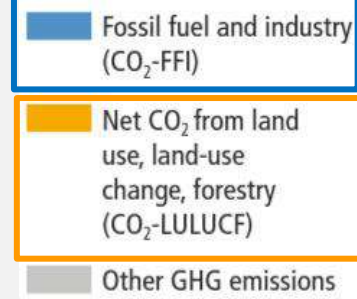 Fossil fuel and industry
(CO₂-FFI)
Net CO₂ from land
use, land-use
change, forestry
(CO₂-LULUCF)
Other GHG emissions